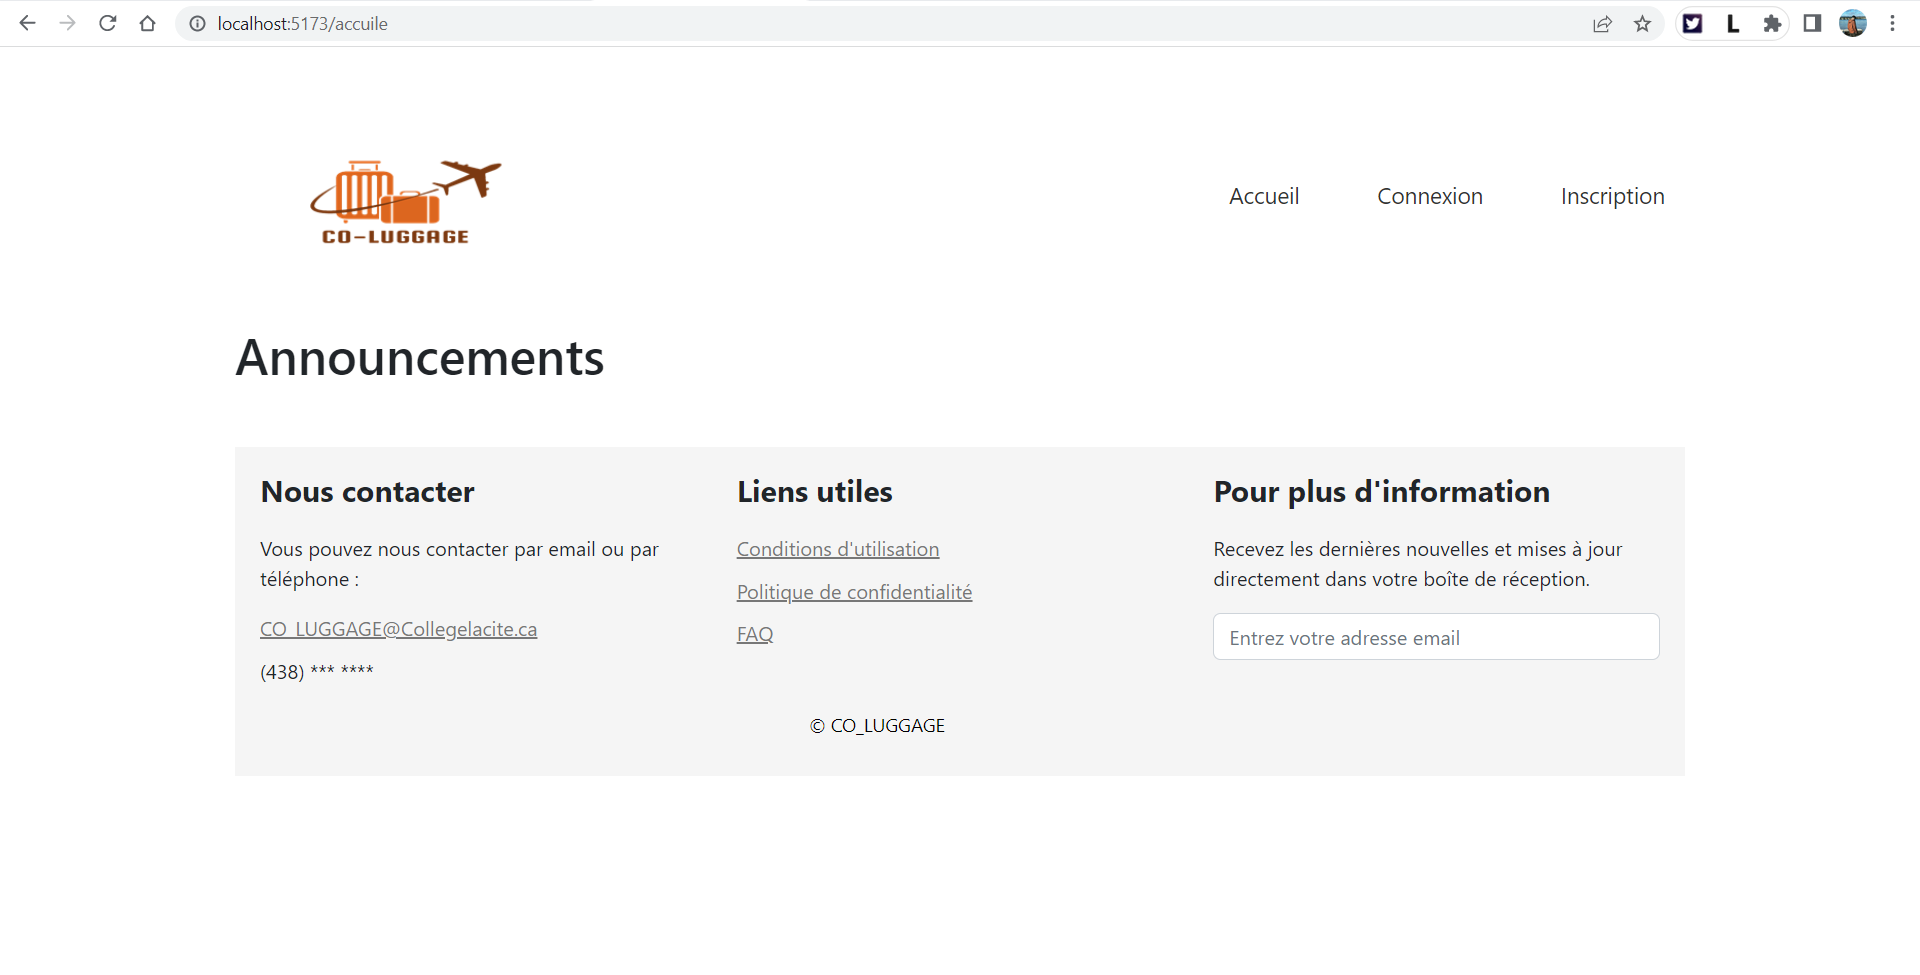 localhost:5173/accuile
L
CO-LUGGAGE
Accueil
Connexion
Inscription
Announcements
Nous contacter
Vous pouvez nous contacter par email ou par
téléphone :
CO_LUGGAGE@Collegelacite.ca
(438) *** ****
Liens utiles
Conditions d'utilisation
Politique de confidentialité
FAQ
Pour plus d'information
Recevez les dernières nouvelles et mises à jour
directement dans votre boîte de réception.
Entrez votre adresse email
© CO_LUGGAGE